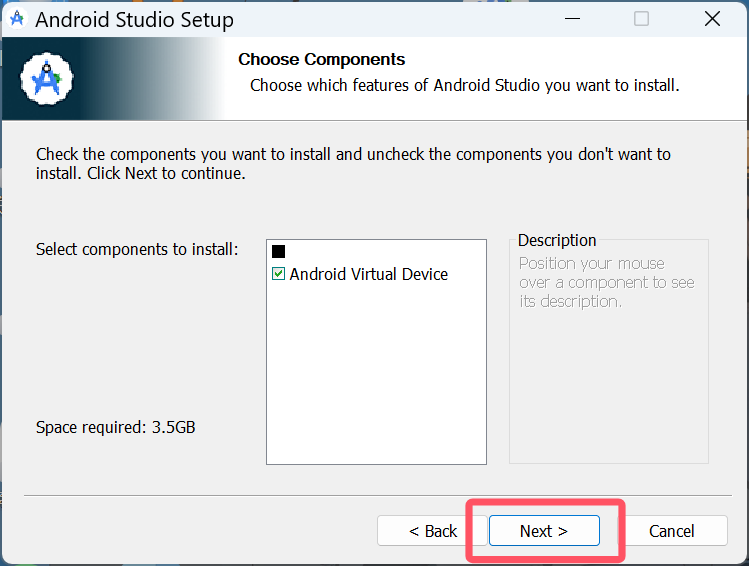 Android Studio Setup
Choose Components
Choose which features of Android Studio you want to install.
Check the components you want to install and uncheck the components you don't want to
install. Click Next to continue.
Select components to install:
Android Virtual Device
Description
Position your mouse
over a component to see
its description.
Space required: 3.5GB
< Back
Next >
Cancel